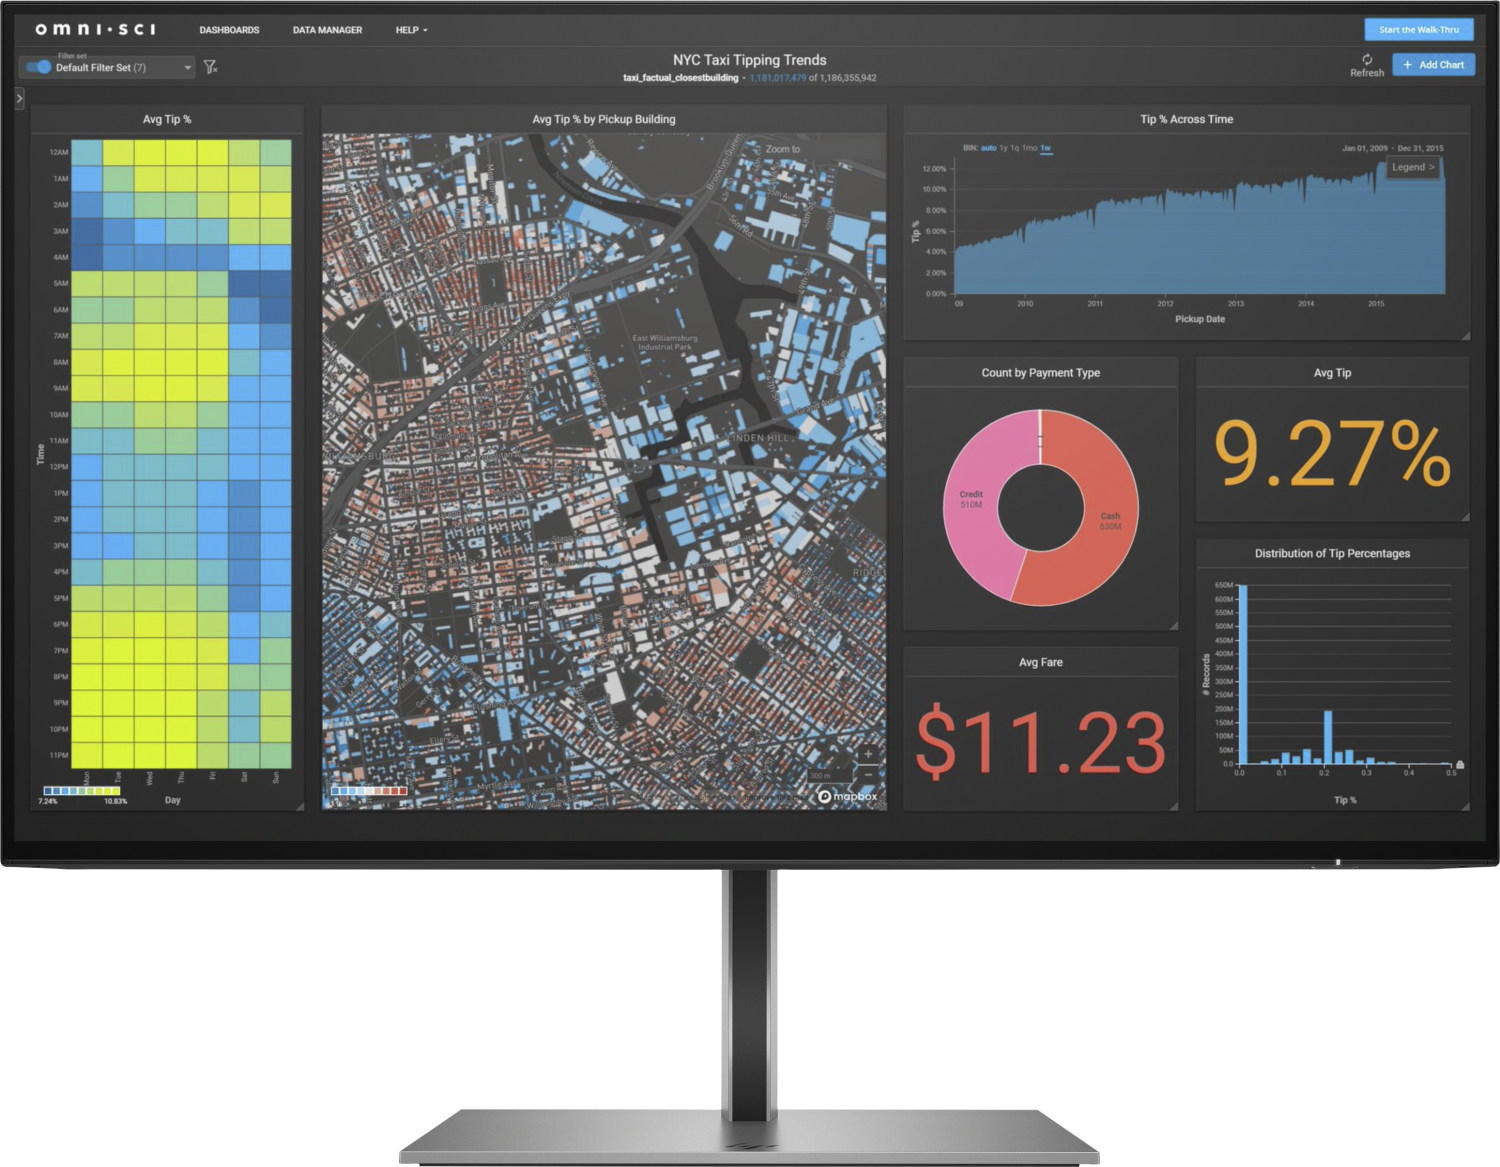 omni·sci
DASHBOARDS
DATA MANAGER
HELP
Start the Walk-Thru
Filter set
Default Filter Set (7)
NYC Taxi Tipping Trends
taxi_factual_closestbuilding · 1,181,017,479 of 1,186,355,942
Refresh
+ Add Chart
Avg Tip %
12AM
1AM
2AM
3AM
4AM
5AM
6AM
7AM
8AM
9AM
10AM
11AM
12PM
1PM
2PM
3PM
4PM
5PM
6PM
7PM
8PM
9PM
10PM
11PM
Time
Mon
Tue
Wed
Thu
Fri
Sat
Sun
7.24%
10.83%
Day
Avg Tip % by Pickup Building
Zoom to
East Williamsburg
Industrial Park
LINDEN HILL
300 m
mapbox
Tip % Across Time
BIN: auto 1y 1q 1mo 1w
Jan 01, 2009 - Dec 31, 2015
Legend >
12.00%
10.00%
8.00%
6.00%
4.00%
2.00%
0.00%
Tip %
09
2010
2011
2012
2013
2014
2015
Pickup Date
Count by Payment Type
Credit
510M
Cash
630M
Avg Tip
9.27%
Avg Fare
$11.23
Distribution of Tip Percentages
650M
600M
550M
500M
450M
400M
350M
300M
250M
200M
150M
100M
50M
0.0
# Records
0.0
0.1
0.2
0.3
0.4
0.5
Tip %